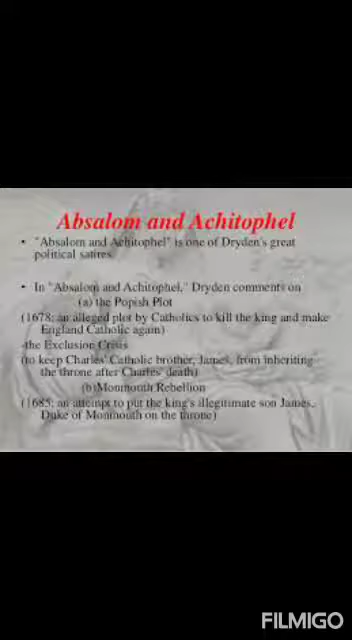 Absalom and Achitophel
• "Absalom and Achitophel" is one of Dryden's great
political satires.
• In "Absalom and Achitophel," Dryden comments on
(a) the Popish Plot
(1678; an alleged plot by Catholics to kill the king and make
England Catholic again)
-the Exclusion Crisis
(to keep Charles' Catholic brother, James, from inheriting
the throne after Charles' death)
(b)Monmouth Rebellion
(1685; an attempt to put the king's illegitimate son James,
Duke of Monmouth on the throne)
FILMIGO